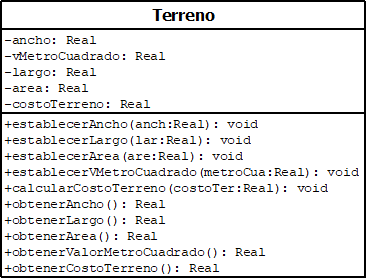 Terreno
-ancho: Real
-vMetroCuadrado: Real
-largo: Real
-area: Real
-costoTerreno: Real
+establecerAncho(anch:Real): void
+establecerLargo(lar:Real): void
+establecerArea(are:Real): void
+establecerVMetroCuadrado(metroCua:Real): void
+calcularCostoTerreno(costoTer:Real): void
+obtenerAncho(): Real
+obtenerLargo(): Real
+obtenerArea(): Real
+obtenerValorMetroCuadrado(): Real
+obtenerCostoTerreno(): Real